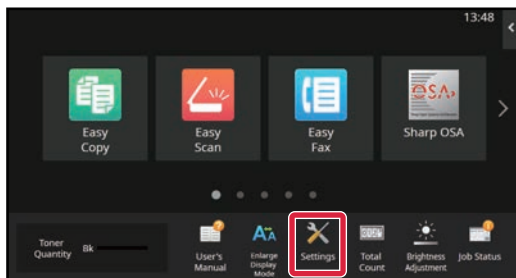 13:48
Easy
Copy
Easy
Scan
Easy
Fax
OSA
Sharp OSA
Toner
Quantity
Bk
User's
Manual
Enlarge
Display
Mode
Settings
Total
Count
Brightness
Adjustment
Job Status